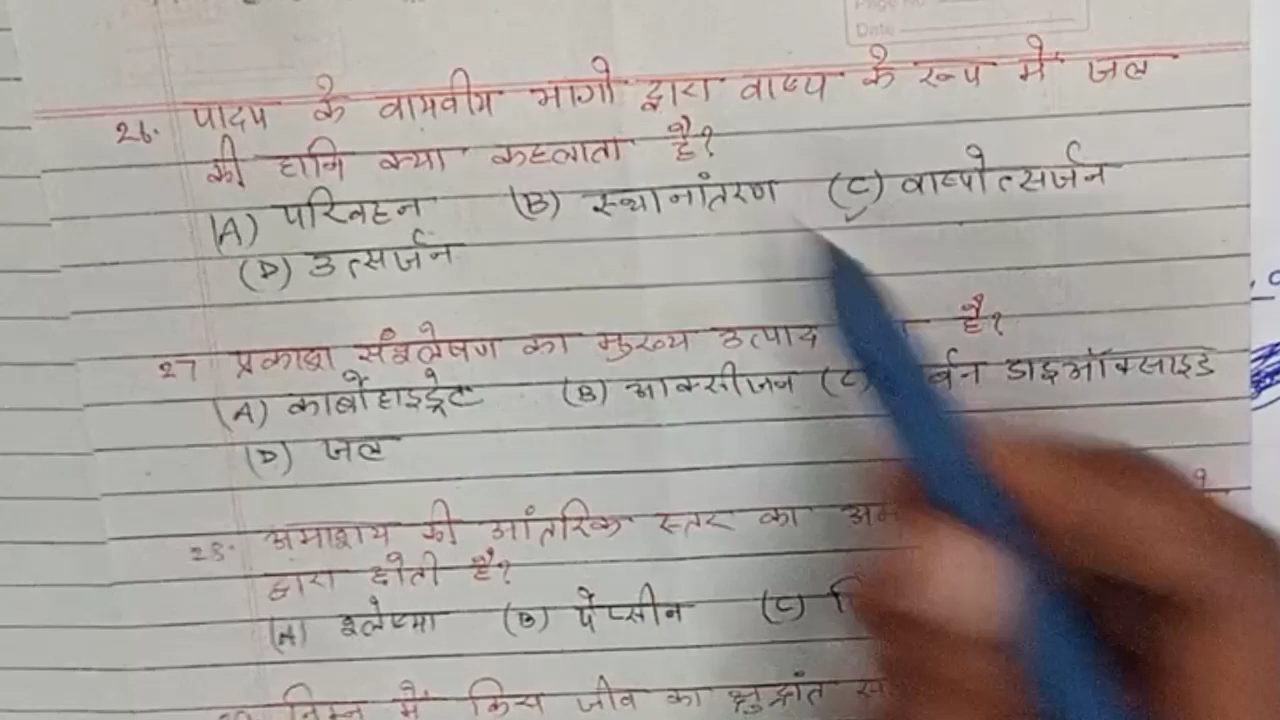 Date
26. पादप के वायवीय भागो द्वारा वाष्प के रूप में जल
की हानि क्या कहलाता है?
(A) परिवहन (B) स्थानांतरण (C) वाष्पोत्सर्जन
(D) उत्सर्जन
27 प्रकाश संश्लेषण का मुख्य उत्पाद है?
(A) कार्बोहाइड्रेट (B) आक्सीजन (C) डाइऑक्साइड
(D) जल
28. अमाशय की आंतरिक स्तर का
द्वारा होती है?
(A) श्लेष्मा (B) पेप्सीन (C)
निम्न में किस जीव का क्षुद्रांत